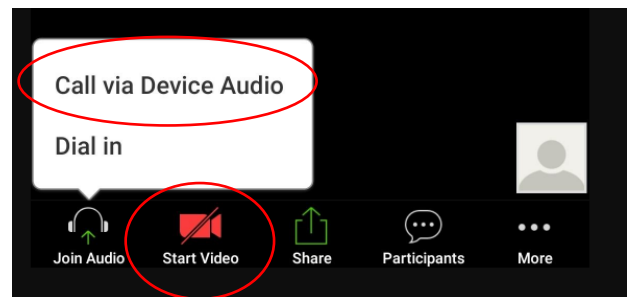 Call via Device Audio
Dial in
Join Audio Start Video Share Participants More